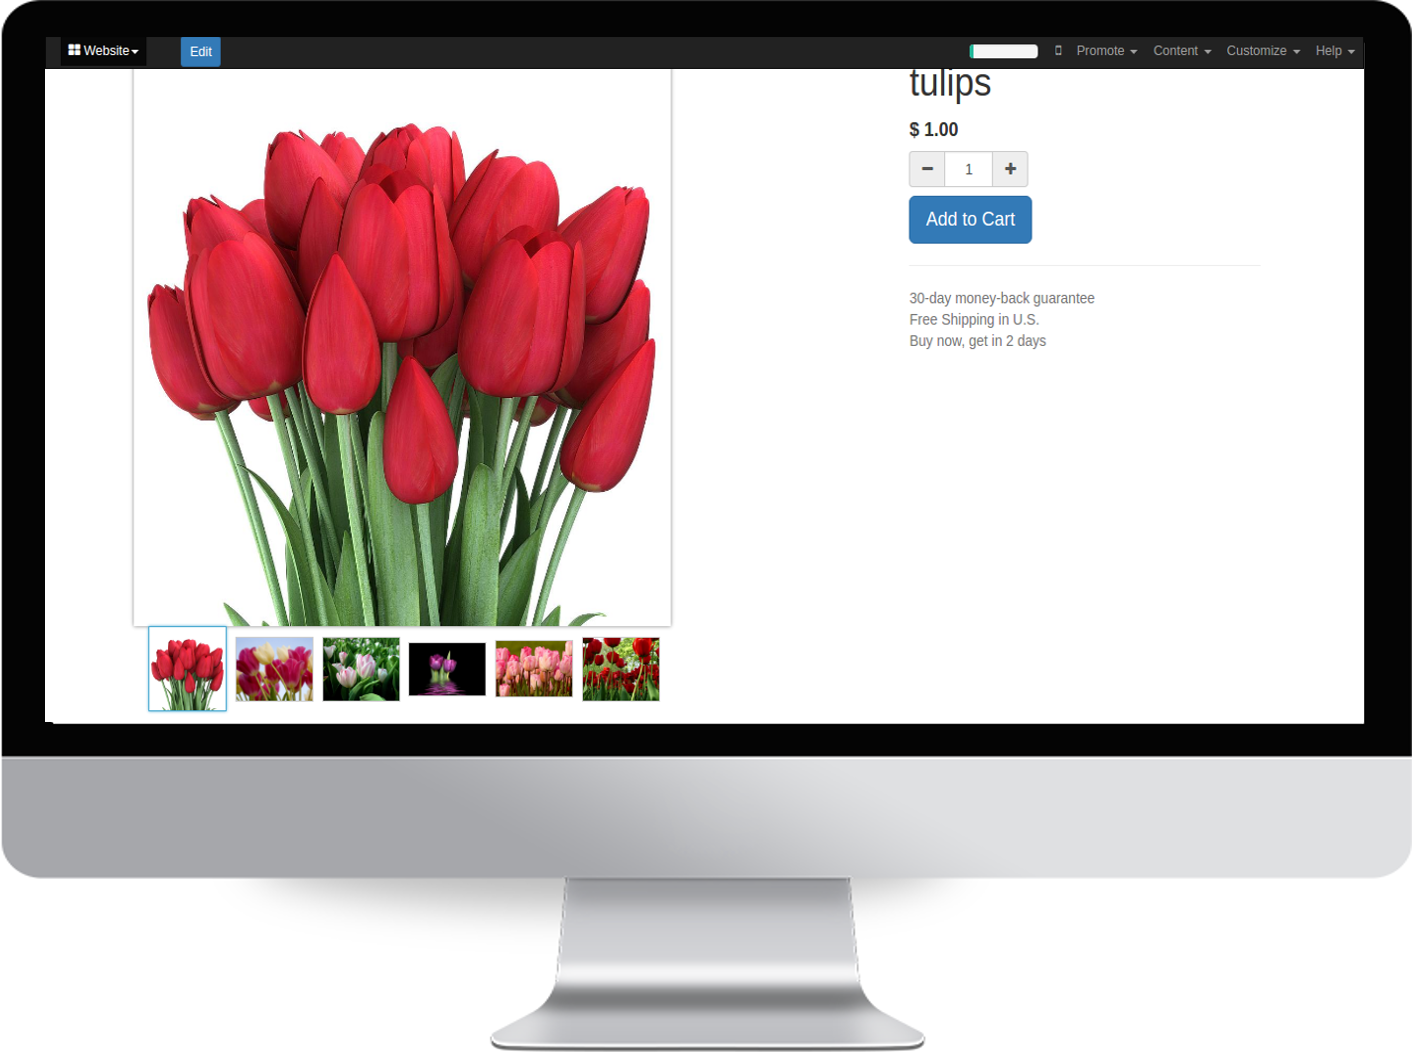 Website
Edit
Promote
Content
Customize
Help
tulips
$ 1.00
1
Add to Cart
30-day money-back guarantee
Free Shipping in U.S.
Buy now, get in 2 days